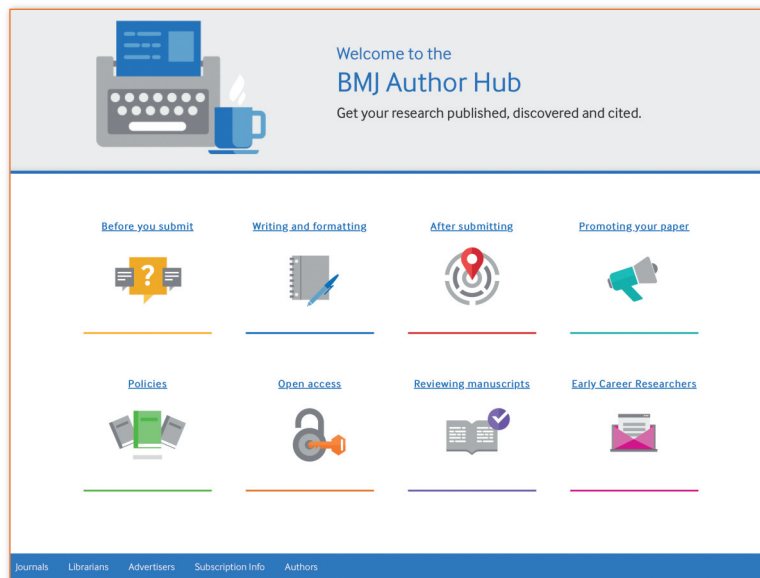 Welcome to the
BMJ Author Hub
Get your research published, discovered and cited.
Before you submit
Writing and formatting
After submitting
Promoting your paper
?
Policies
Open access
Reviewing manuscripts
Early Career Researchers
Journals Librarians Advertisers Subscription Info Authors